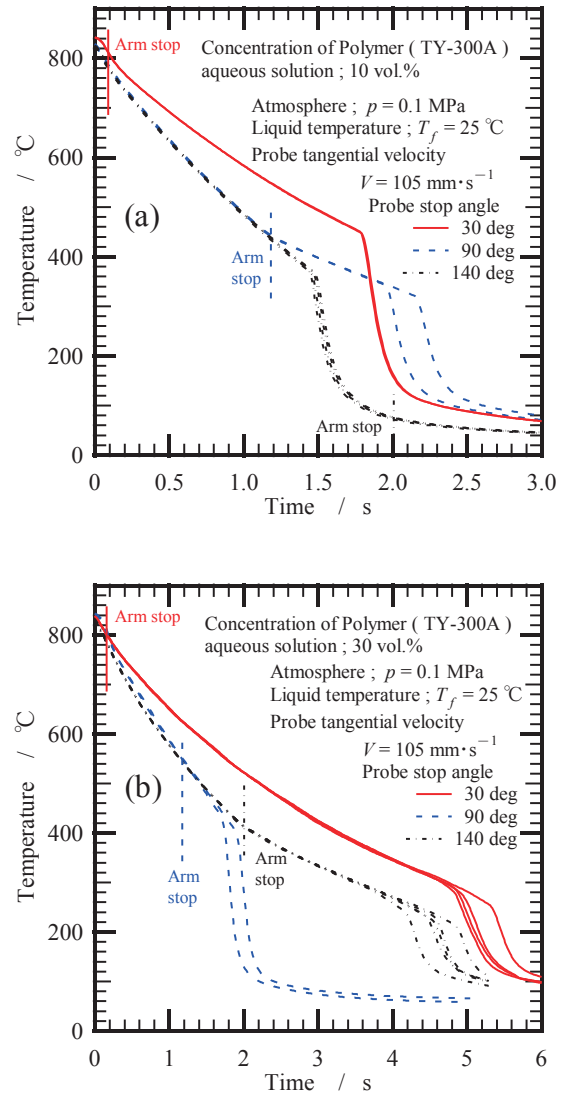 Arm stop
Concentration of Polymer ( TY-300A )
aqueous solution ; 10 vol.%
Atmosphere ; p = 0.1 MPa
Liquid temperature ; T_f = 25 ℃
Probe tangential velocity
V = 105 mm·s⁻¹
Probe stop angle
30 deg
90 deg
140 deg
(a)
Arm
stop
Arm stop
800
600
400
200
0
Temperature / ℃
0 0.5 1.0 1.5 2.0 2.5 3.0
Time / s
Arm stop
Concentration of Polymer ( TY-300A )
aqueous solution ; 30 vol.%
Atmosphere ; p = 0.1 MPa
Liquid temperature ; T_f = 25 ℃
Probe tangential velocity
V = 105 mm·s⁻¹
Probe stop angle
30 deg
90 deg
140 deg
(b)
Arm
stop
Arm
stop
800
600
400
200
0
Temperature / ℃
0 1 2 3 4 5 6
Time / s